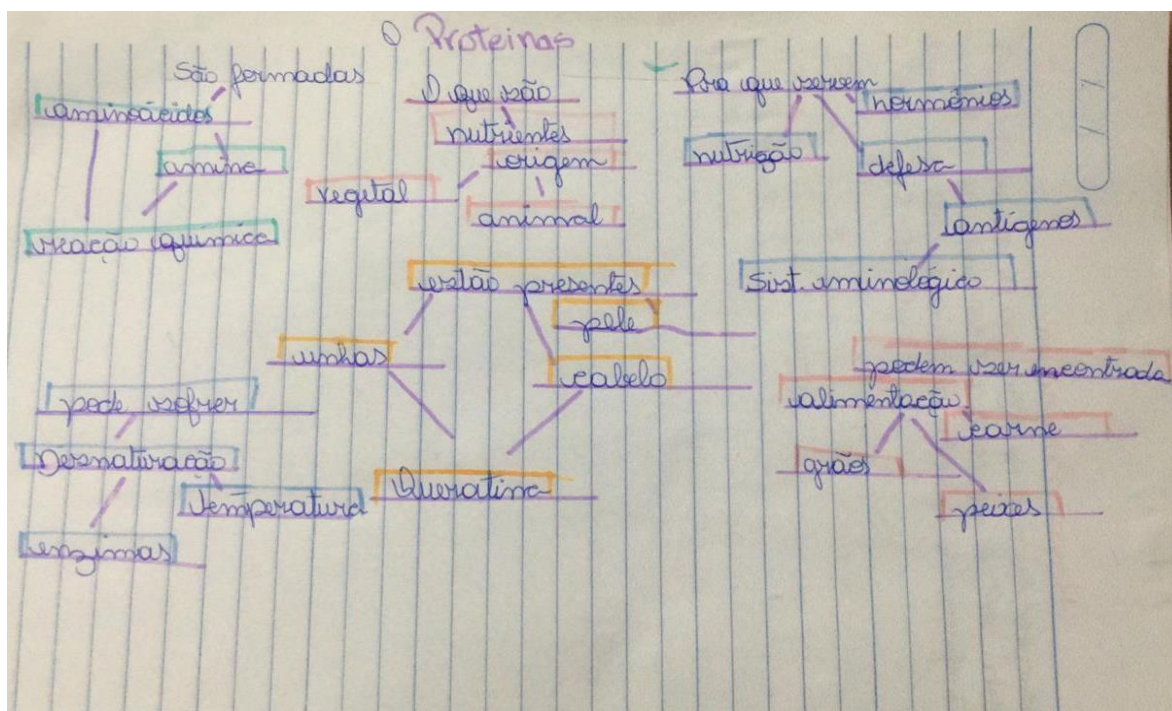 Proteinas
São formadas
aminoácidos
amina
reação química
O que são
nutrientes
origem
vegetal
animal
Pra que servem
hormônios
nutrição
defesa
antígenos
Sist. aminologico
estão presentes
pele
unhas
cabelo
Queratina
pode sofrer
Desnaturação
Temperatura
enzimas
podem ser encontrada
alimentação
carne
grãos
peixes